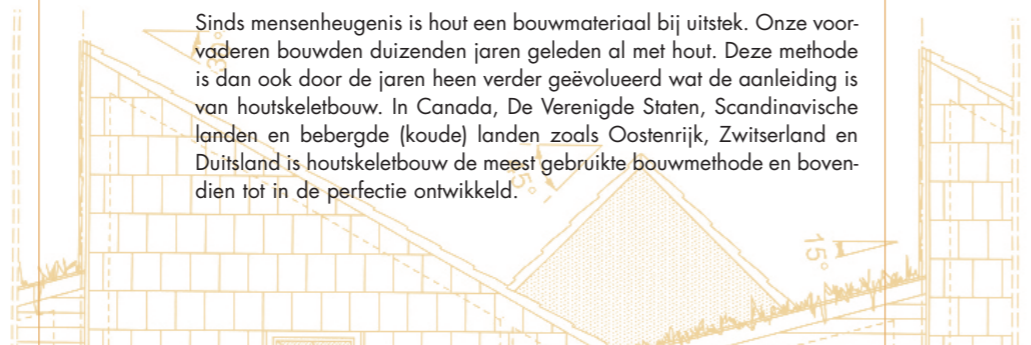 Sinds mensenheugenis is hout een bouwmateriaal bij uitstek. Onze voor-
vaderen bouwden duizenden jaren geleden al met hout. Deze methode
is dan ook door de jaren heen verder geëvolueerd wat de aanleiding is
van houtskeletbouw. In Canada, De Verenigde Staten, Scandinavische
landen en bebergde (koude) landen zoals Oostenrijk, Zwitserland en
Duitsland is houtskeletbouw de meest gebruikte bouwmethode en boven-
dien tot in de perfectie ontwikkeld.
15°